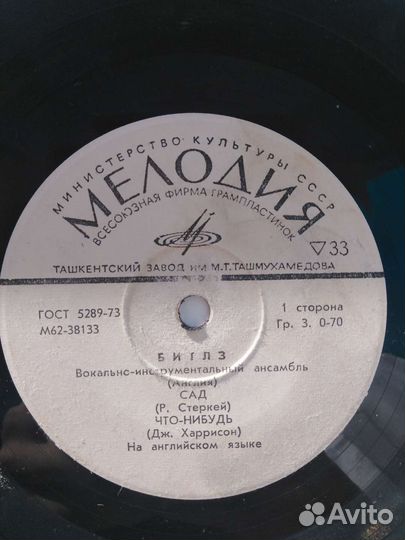 МИНИСТЕРСТВО КУЛЬТУРЫ СССР
МЕЛОДИЯ
ВСЕСОЮЗНАЯ ФИРМА ГРАМПЛАСТИНОК
33
ТАШКЕНТСКИЙ ЗАВОД ИМ М.Т.ТАШМУХАМЕДОВА
ГОСТ 5289-73
М62-38133
1 сторона
Гр. 3. 0-70
БИТЛЗ
Вокально-инструментальный ансамбль
(Англия)
САД
(Р. Стеркей)
ЧТО-НИБУДЬ
(Дж. Харрисон)
На английском языке
Avito